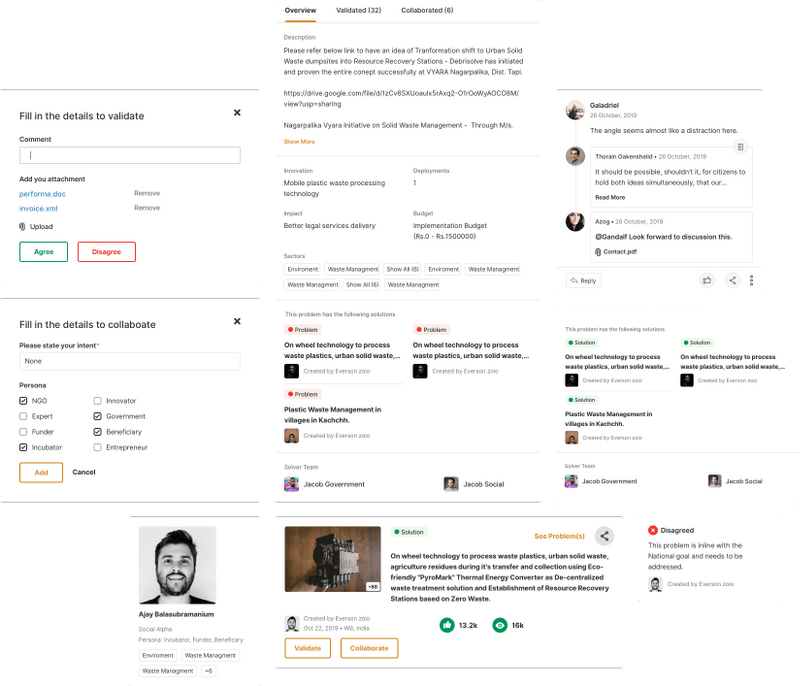 Overview
Validated (32)
Collaborated (6)
Description
Please refer below link to have an idea of Tranformation shift to Urban Solid
Waste dumpsites into Resource Recovery Stations - Debrisolve has initiated
and proven the entire conept successfully at VYARA Nagarpalika, Dist. Tapi.
view?usp=sharing
Nagarpalika Vyara Initiative on Solid Waste Management - Through M/s.
Show More
Innovation
Mobile plastic waste processing
technology
Deployments
1
Impact
Better legal services delivery
Budget
Implementation Budget
(Rs.0 - Rs.1500000)
Sectors
Enviroment
Waste Managment
Show All (6)
Enviroment
Waste Managment
Waste Managment
Show All (6)
Waste Managment
This problem has the following solutions
Problem
On wheel technology to process
waste plastics, urban solid waste,...
Created by Everson zoio
Problem
On wheel technology to process
waste plastics, urban solid waste,...
Created by Everson zoio
Problem
Plastic Waste Management in
villages in Kachchh.
Created by Everson zoio
Solver Team
Jacob Government
Jacob Social
Fill in the details to validate
Comment
Add you attachment
performa.doc
Remove
invoice.xml
Remove
Upload
Agree
Disagree
Fill in the details to collaboate
Please state your intent*
None
Persona
NGO
Innovator
Expert
Government
Funder
Beneficiary
Incubator
Entrepreneur
Add
Cancel
Galadriel
26 October, 2019
The angle seems almost like a distraction here.
Thorain Oakensheild • 26 October, 2019
It should be possible, shouldn't it, for citizens to
hold both ideas simultaneously, that our...
Read More
Azog • 26 October, 2019
@Gandalf Look forward to discussion this.
Contact.pdf
Reply
This problem has the following solutions
Solution
On wheel technology to process
waste plastics, urban solid waste,...
Created by Everson zoio
Solution
On wheel technology to process
waste plastics, urban solid waste,...
Created by Everson zoio
Solution
Plastic Waste Management in
villages in Kachchh.
Created by Everson zoio
Solver Team
Jacob Government
Jacob Social
Ajay Balasubramanium
Social Alpha
Persona: Incubator, Funder, Beneficary
Enviroment
Waste Managment
Waste Managment
+6
+88
Solution
See Problem(s)
On wheel technology to process waste plastics, urban solid waste,
agriculture residues during it's transfer and collection using Eco-
friendly "PyroMark" Thermal Energy Converter as De-centralized
waste treatment solution and Establishment of Resource Recovery
Stations based on Zero Waste.
Created by Everson zoio
Oct 22, 2019 • WB, India
13.2k
16k
Validate
Collaborate
Disagreed
This problem is inline with the
National goal and needs to be
addressed.
Created by Everson zoio